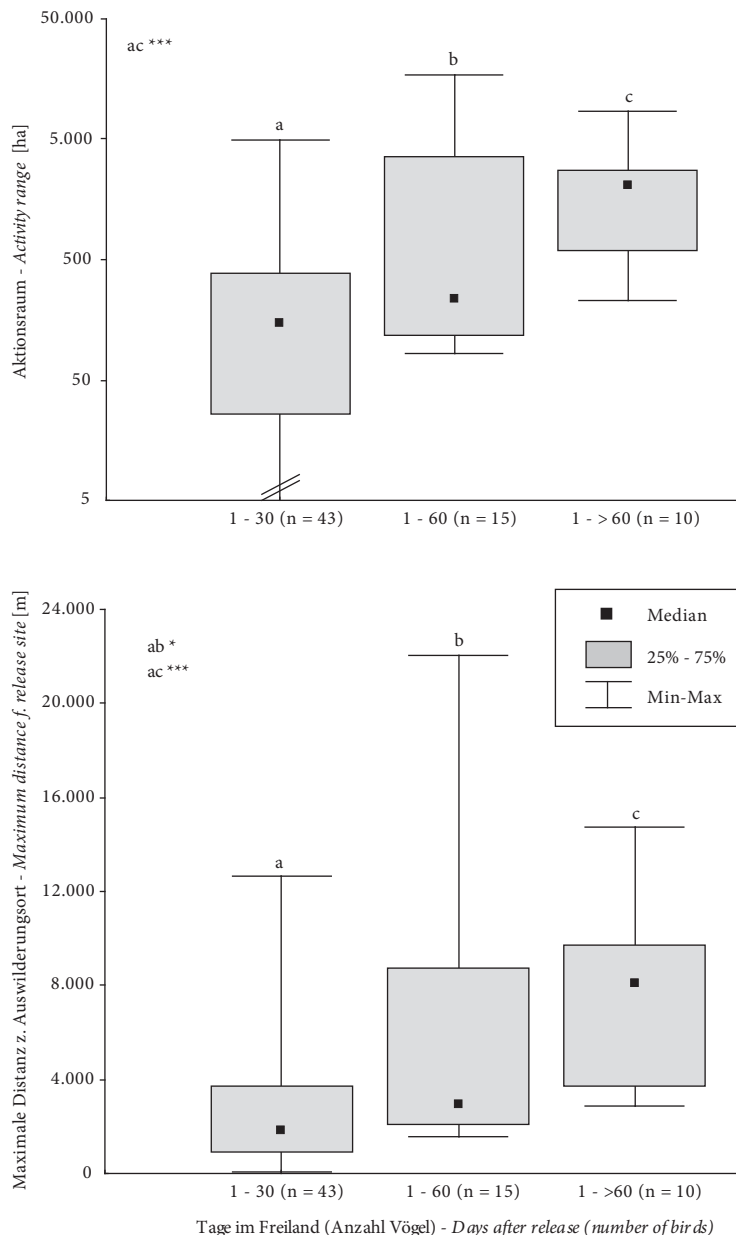 50.000
ac ***
b
c
a
5.000
Aktionsraum - Activity range [ha]
500
50
5
1 - 30 (n = 43) 1 - 60 (n = 15) 1 - > 60 (n = 10)
24.000
ab *
ac ***
b
Median
25% - 75%
Min-Max
20.000
16.000
c
a
12.000
Maximale Distanz z. Auswilderungsort - Maximum distance f. release site [m]
8.000
4.000
0
1 - 30 (n = 43) 1 - 60 (n = 15) 1 - >60 (n = 10)
Tage im Freiland (Anzahl Vögel) - Days after release (number of birds)